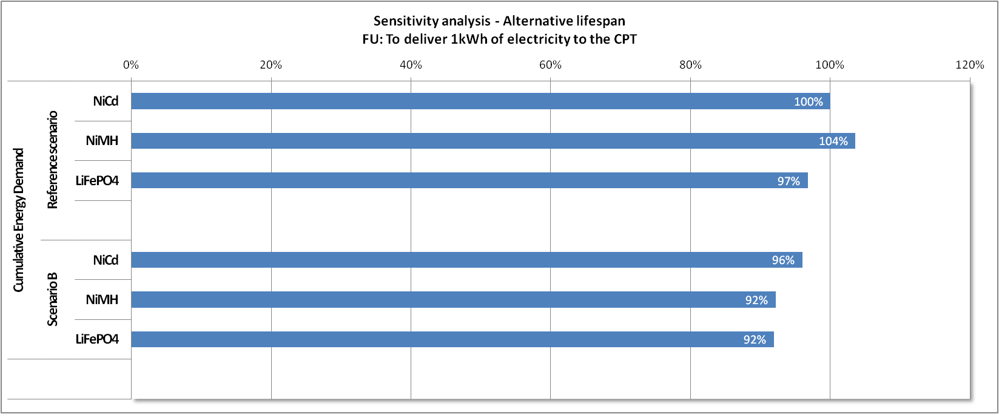 Sensitivity analysis - Alternative lifespan
FU: To deliver 1kWh of electricity to the CPT
0% 20% 40% 60% 80% 100% 120%
Cumulative Energy Demand
Reference scenario
NiCd 100%
NiMH 104%
LiFePO4 97%
Scenario B
NiCd 96%
NiMH 92%
LiFePO4 92%